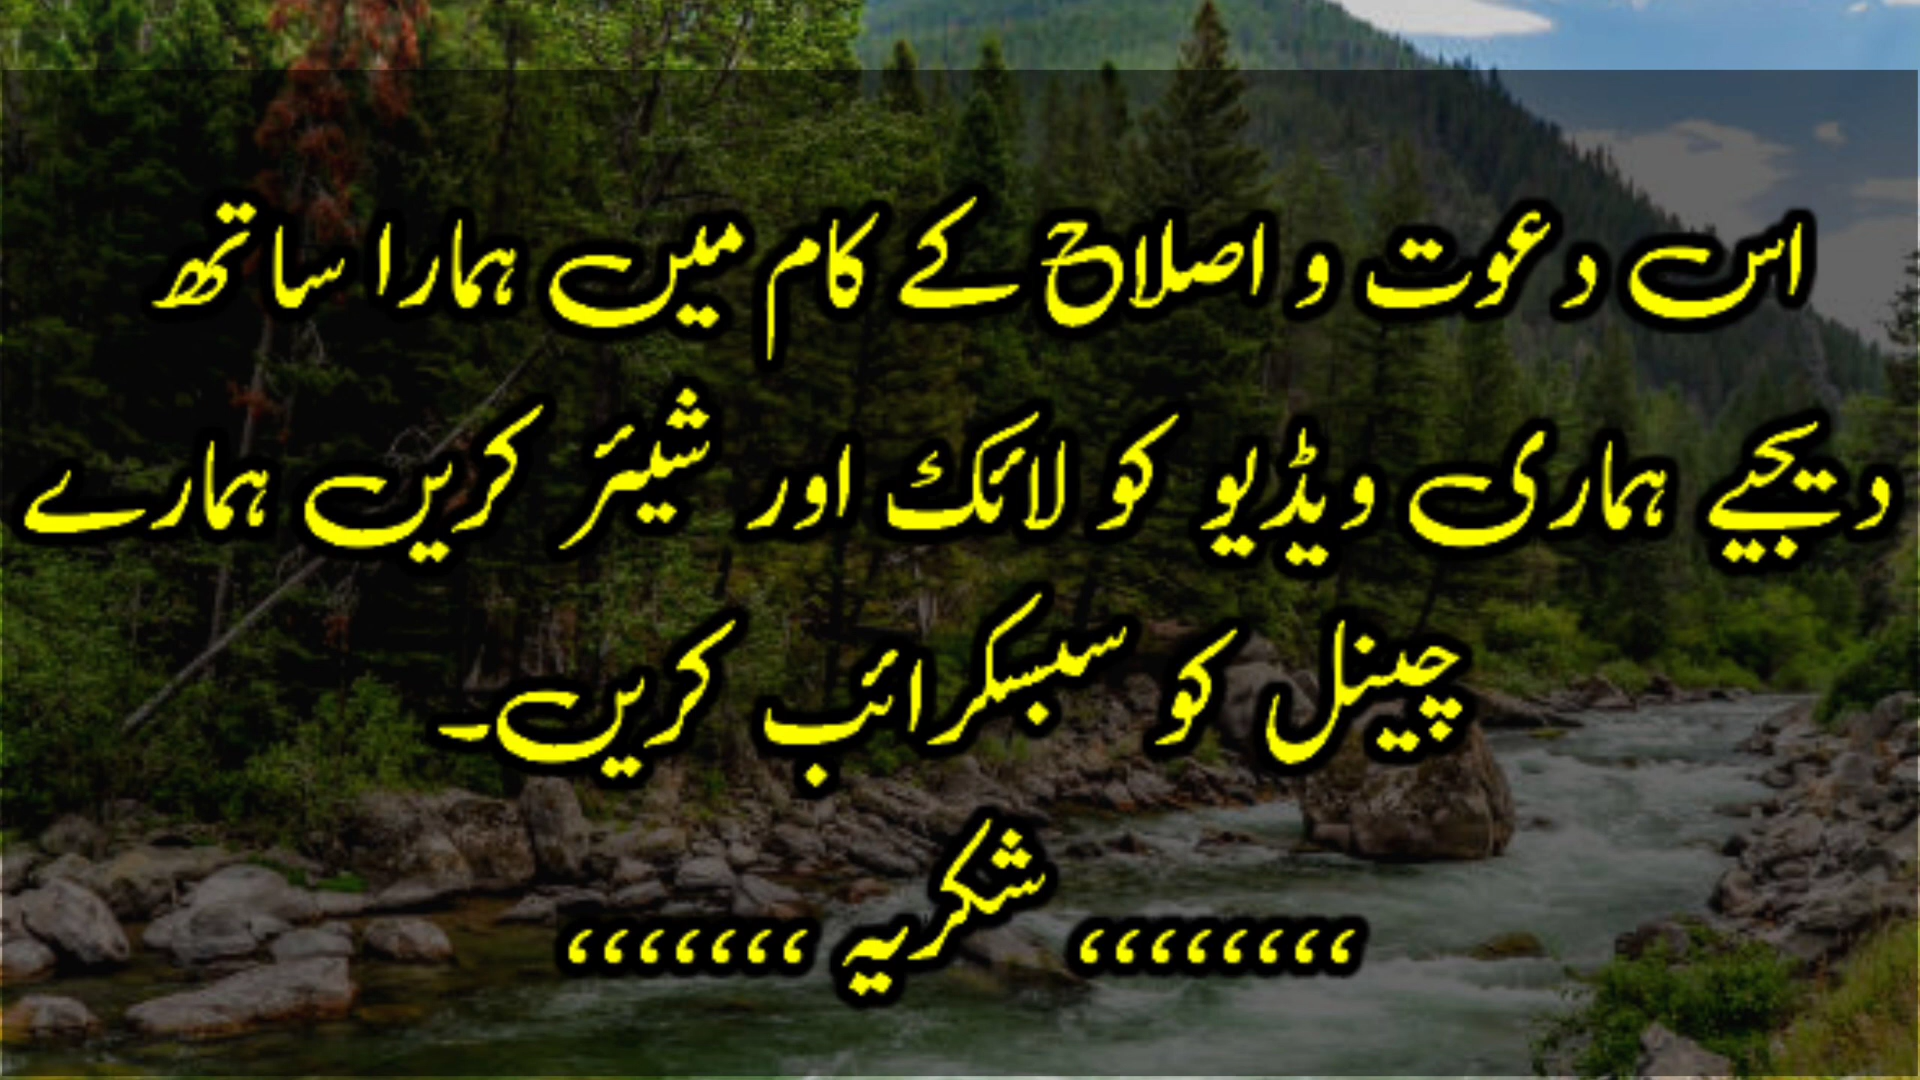 اس دعوت و اصلاح کے کام میں ہمارا ساتھ
دیجیے ہماری ویڈیو کو لائک اور شیئر کریں ہمارے
چینل کو سبسکرائب کریں۔
،،،،،،،، شکریہ ،،،،،،،